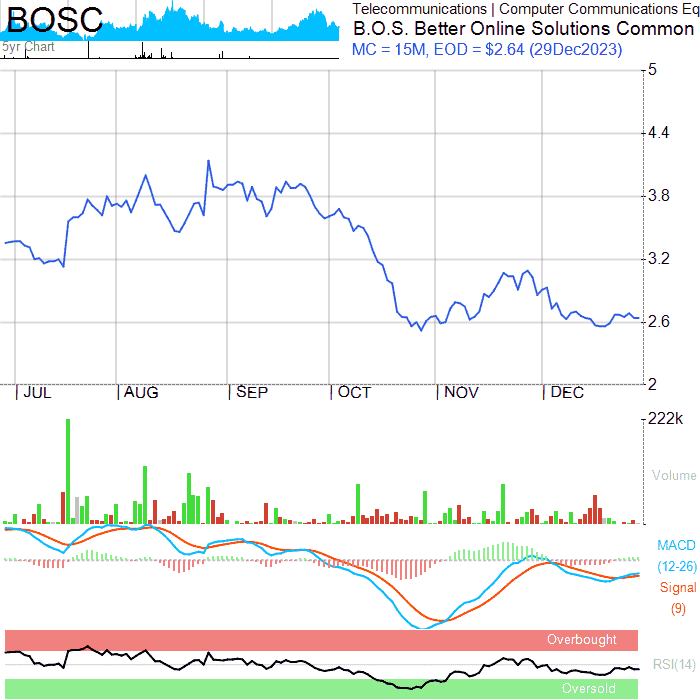 BOSC
5yr Chart
Telecommunications | Computer Communications Eq
B.O.S. Better Online Solutions Common
MC = 15M, EOD = $2.64 (29Dec2023)
5
4.4
3.8
3.2
2.6
2
JUL AUG SEP OCT NOV DEC
222k
Volume
MACD
(12-26)
Signal
(9)
Overbought
RSI(14)
Oversold